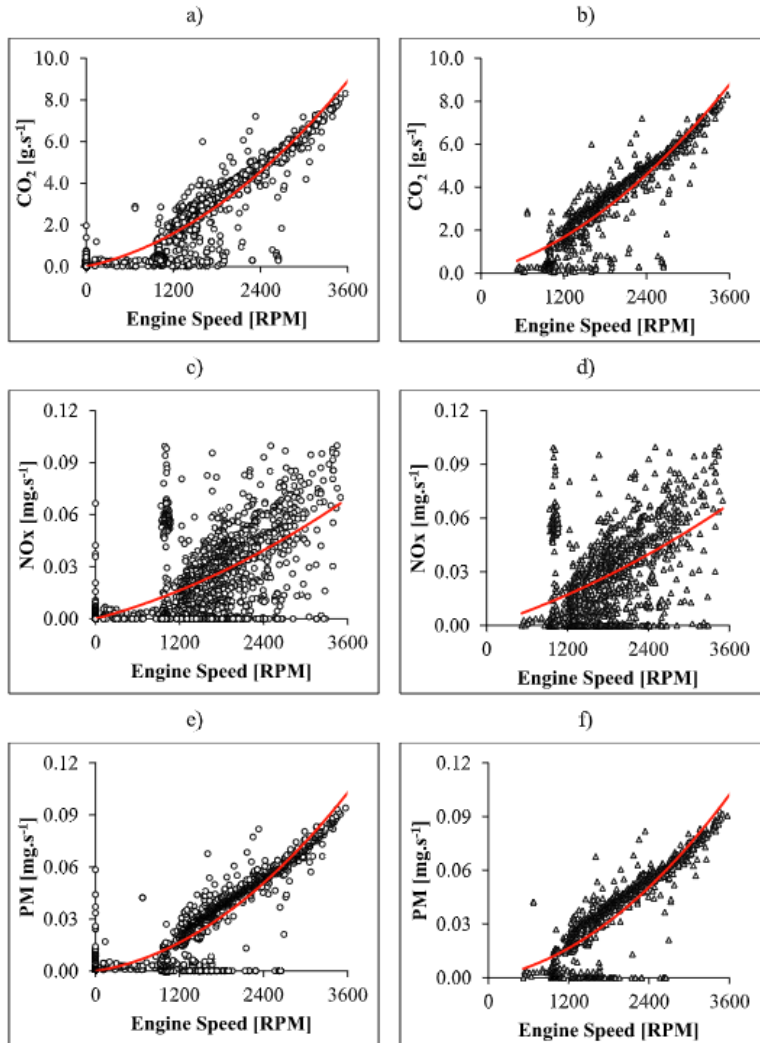 a)
10.0
8.0
6.0
4.0
2.0
0.0
CO₂ [g.s⁻¹]
0 1200 2400 3600
Engine Speed [RPM]
b)
10.0
8.0
6.0
4.0
2.0
0.0
CO₂ [g.s⁻¹]
0 1200 2400 3600
Engine Speed [RPM]
c)
0.12
0.09
0.06
0.03
0.00
NOx [mg.s⁻¹]
0 1200 2400 3600
Engine Speed [RPM]
d)
0.12
0.09
0.06
0.03
0.00
NOx [mg.s⁻¹]
0 1200 2400 3600
Engine Speed [RPM]
e)
0.12
0.09
0.06
0.03
0.00
PM [mg.s⁻¹]
0 1200 2400 3600
Engine Speed [RPM]
f)
0.12
0.09
0.06
0.03
0.00
PM [mg.s⁻¹]
0 1200 2400 3600
Engine Speed [RPM]